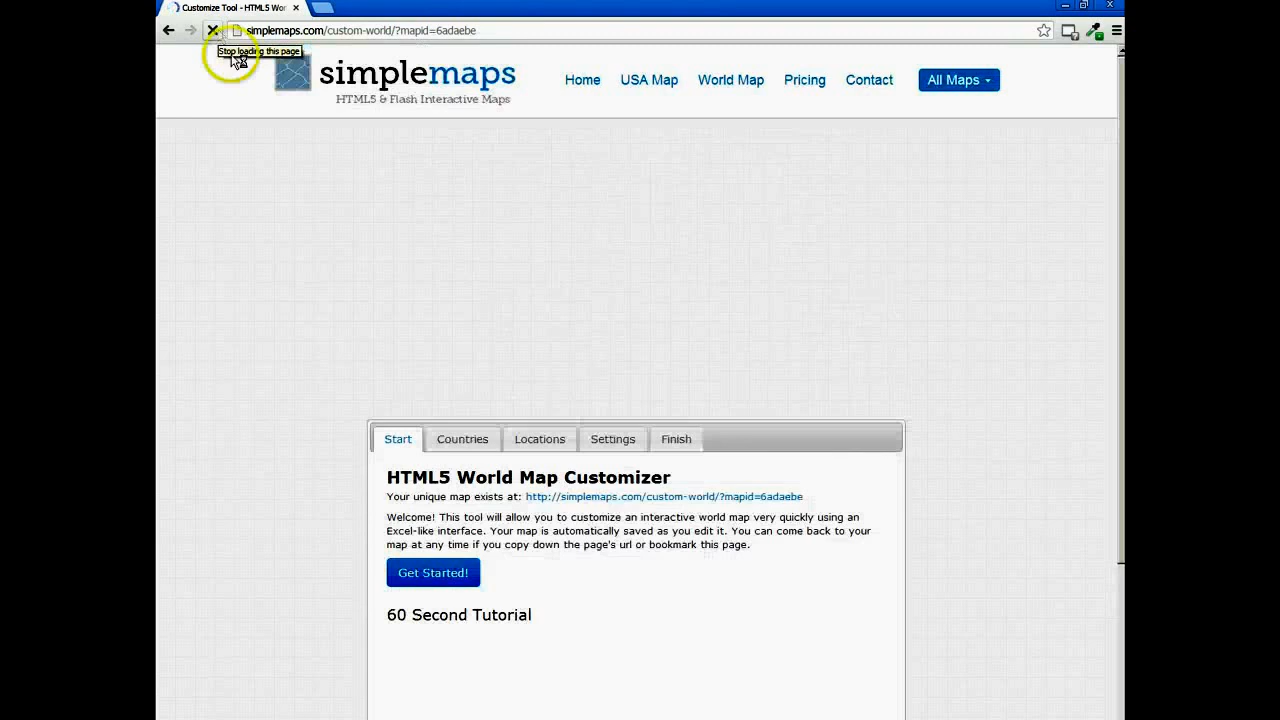 Customize Tool - HTML5 Wo
simplemaps.com/custom-world/?mapid=6adaebe
Stop loading this page
simplemaps
HTML5 & Flash Interactive Maps
Home USA Map World Map Pricing Contact All Maps
Start Countries Locations Settings Finish
HTML5 World Map Customizer
Your unique map exists at: http://simplemaps.com/custom-world/?mapid=6adaebe
Welcome! This tool will allow you to customize an interactive world map very quickly using an
Excel-like interface. Your map is automatically saved as you edit it. You can come back to your
map at any time if you copy down the page's url or bookmark this page.
Get Started!
60 Second Tutorial